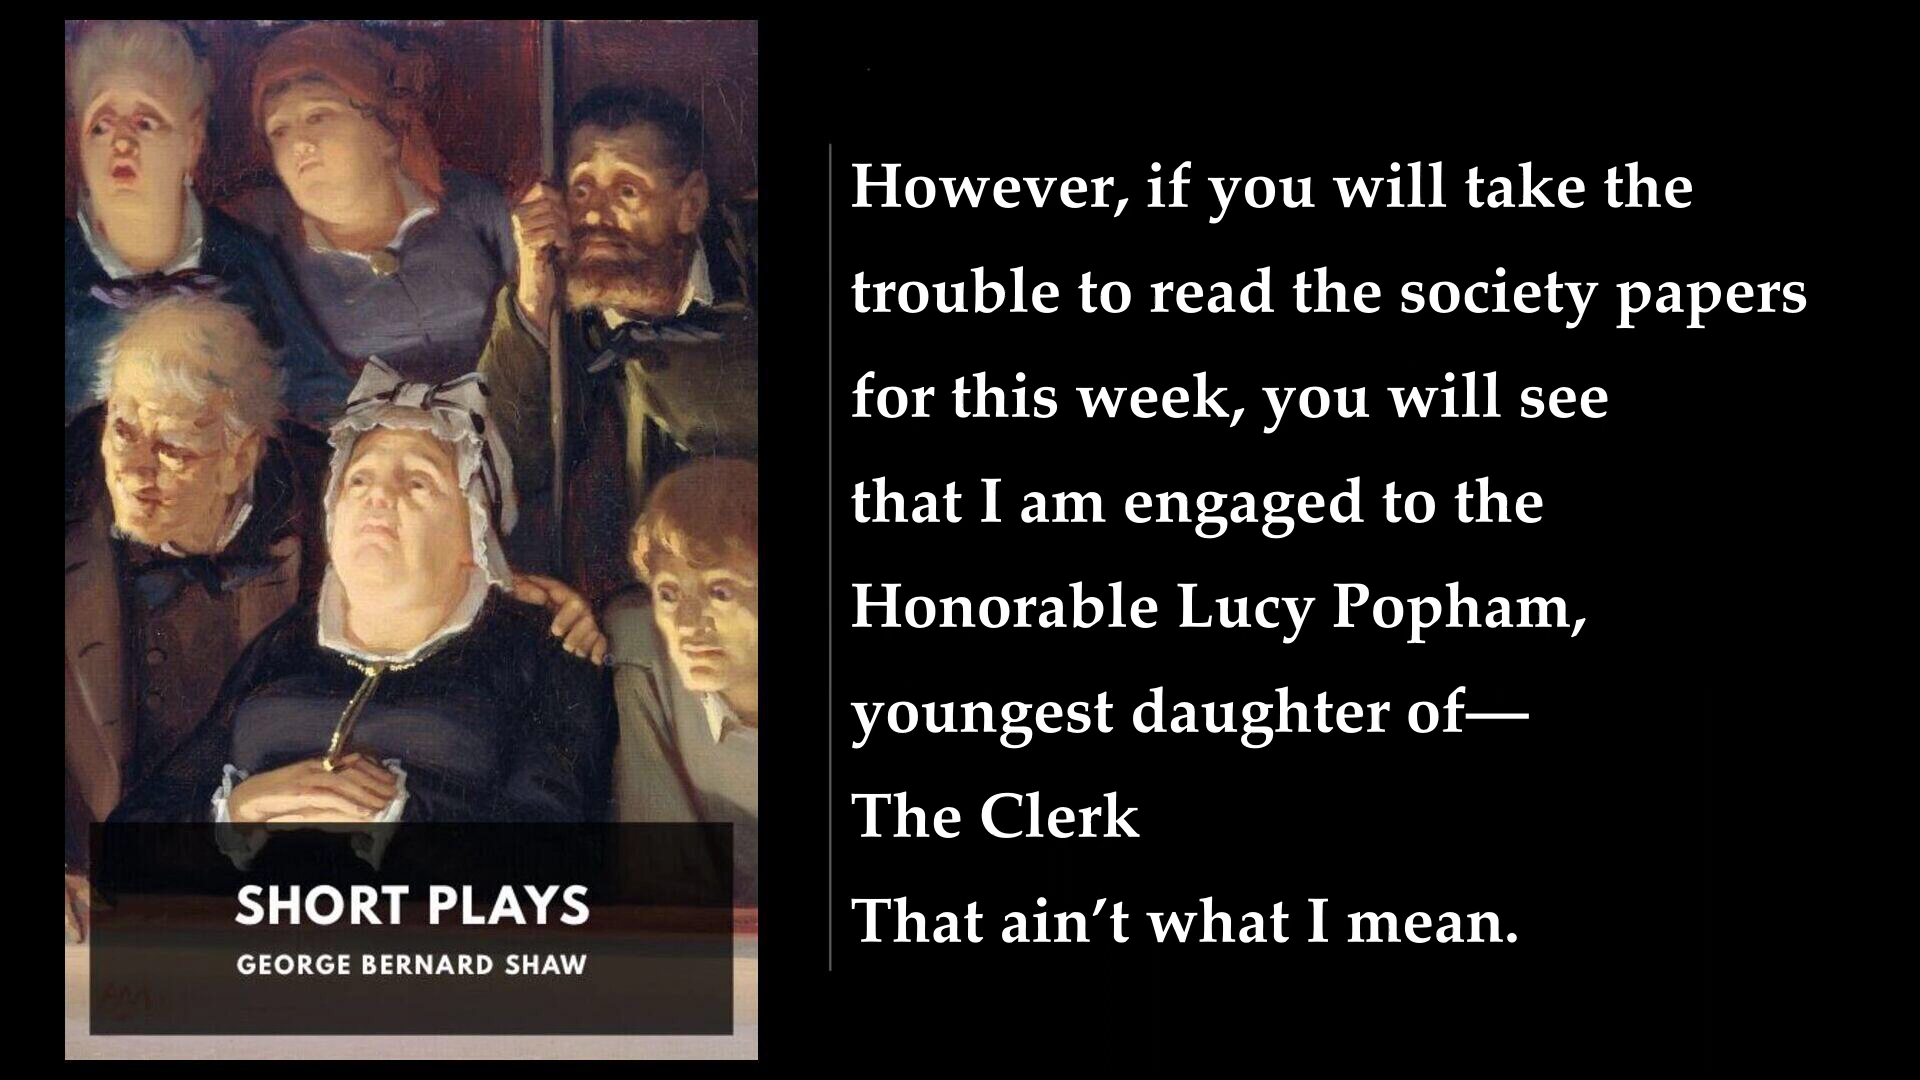 SHORT PLAYS
GEORGE BERNARD SHAW
However, if you will take the
trouble to read the society papers
for this week, you will see
that I am engaged to the
Honorable Lucy Popham,
youngest daughter of—
The Clerk
That ain’t what I mean.